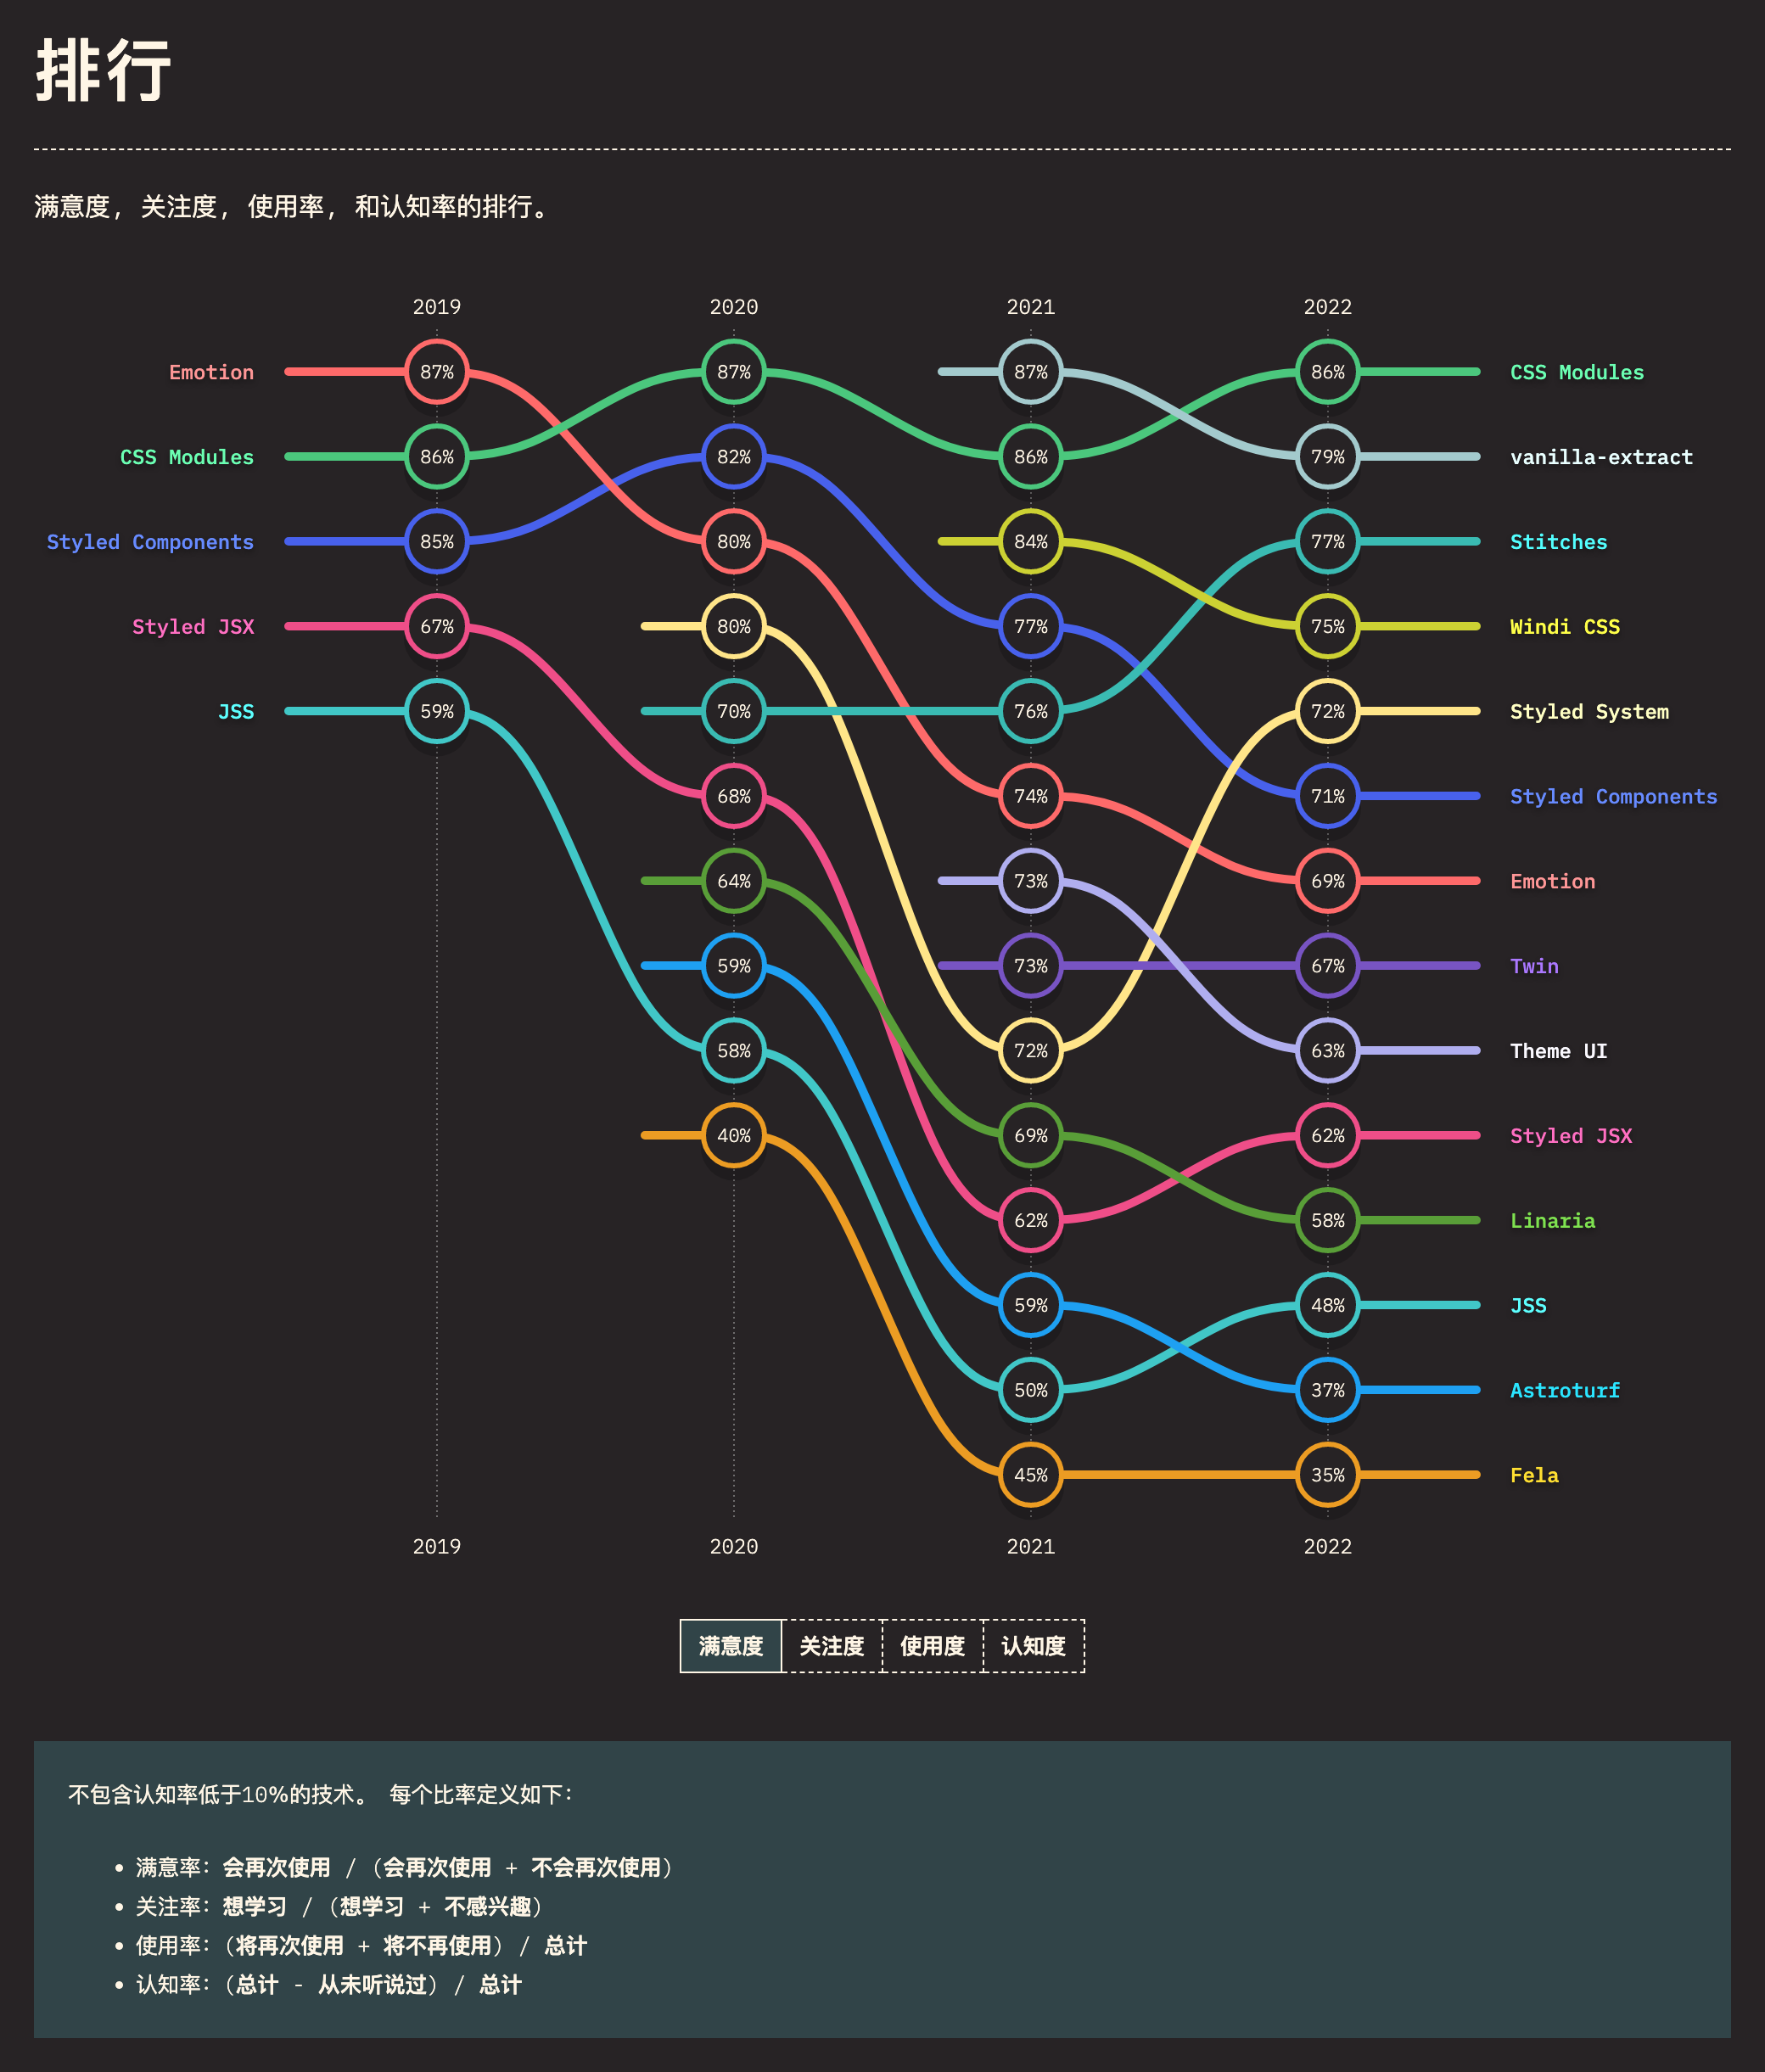 排行
满意度, 关注度, 使用率, 和认知率的排行。
2019 2020 2021 2022
Emotion 87% 87% 87% 86% CSS Modules
CSS Modules 86% 82% 86% 79% vanilla-extract
Styled Components 85% 80% 84% 77% Stitches
Styled JSX 67% 80% 77% 75% Windi CSS
JSS 59% 70% 76% 72% Styled System
68% 74% 71% Styled Components
64% 73% 69% Emotion
59% 73% 67% Twin
58% 72% 63% Theme UI
40% 69% 62% Styled JSX
62% 58% Linaria
59% 48% JSS
50% 37% Astroturf
45% 35% Fela
2019 2020 2021 2022
满意度 关注度 使用度 认知度
不包含认知率低于10%的技术。 每个比率定义如下:
• 满意率: 会再次使用 / (会再次使用 + 不会再次使用)
• 关注率: 想学习 / (想学习 + 不感兴趣)
• 使用率: (将再次使用 + 将不再使用) / 总计
• 认知率: (总计 - 从未听说过) / 总计